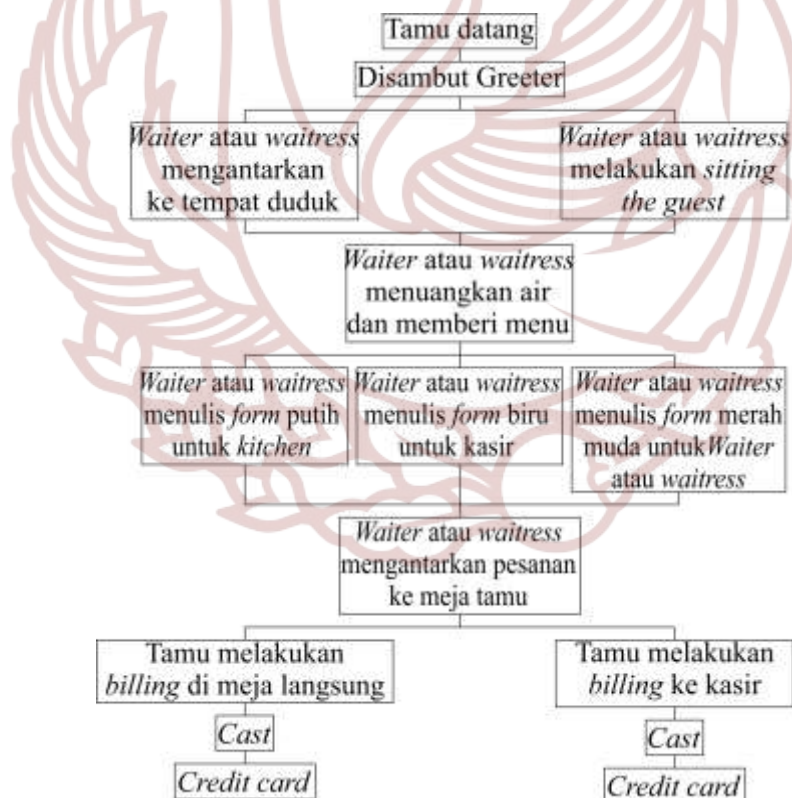 Tamu datang
Disambut Greeter
Waiter atau waitress
mengantarkan
ke tempat duduk
Waiter atau waitress
melakukan sitting
the guest
Waiter atau waitress
menuangkan air
dan memberi menu
Waiter atau waitress
menulis form putih
untuk kitchen
Waiter atau waitress
menulis form biru
untuk kasir
Waiter atau waitress
menulis form merah
muda untukWaiter
atau waitress
Waiter atau waitress
mengantarkan pesanan
ke meja tamu
Tamu melakukan
billing di meja langsung
Cast
Credit card
Tamu melakukan
billing ke kasir
Cast
Credit card